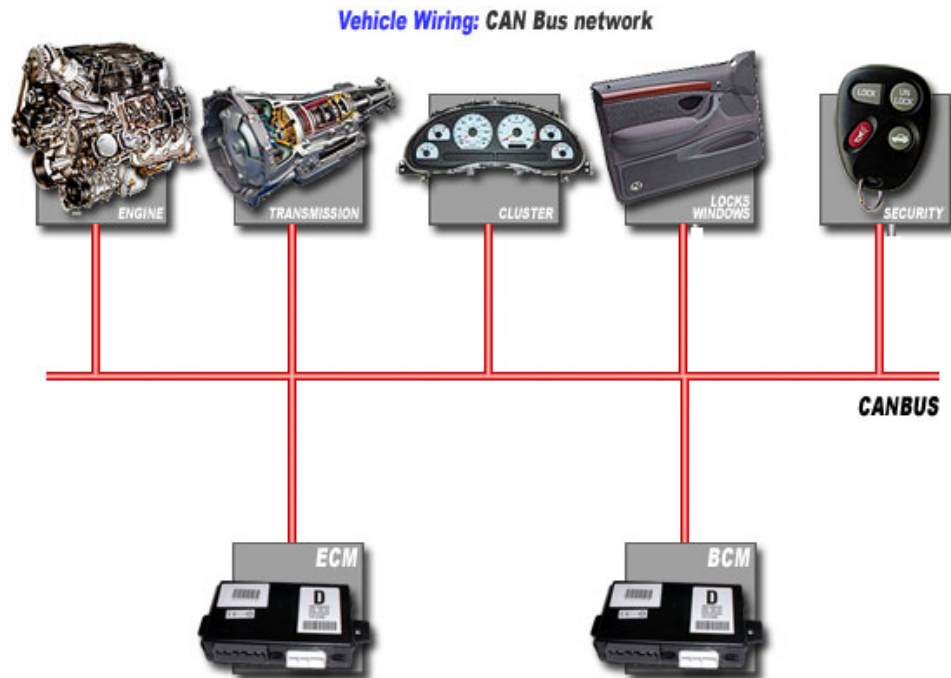 Vehicle Wiring: CAN Bus network
LOCK
UN
LOCK
ENGINE
TRANSMISSION
CLUSTER
LOCKS
WINDOWS
SECURITY
CANBUS
ECM
BCM
D
D